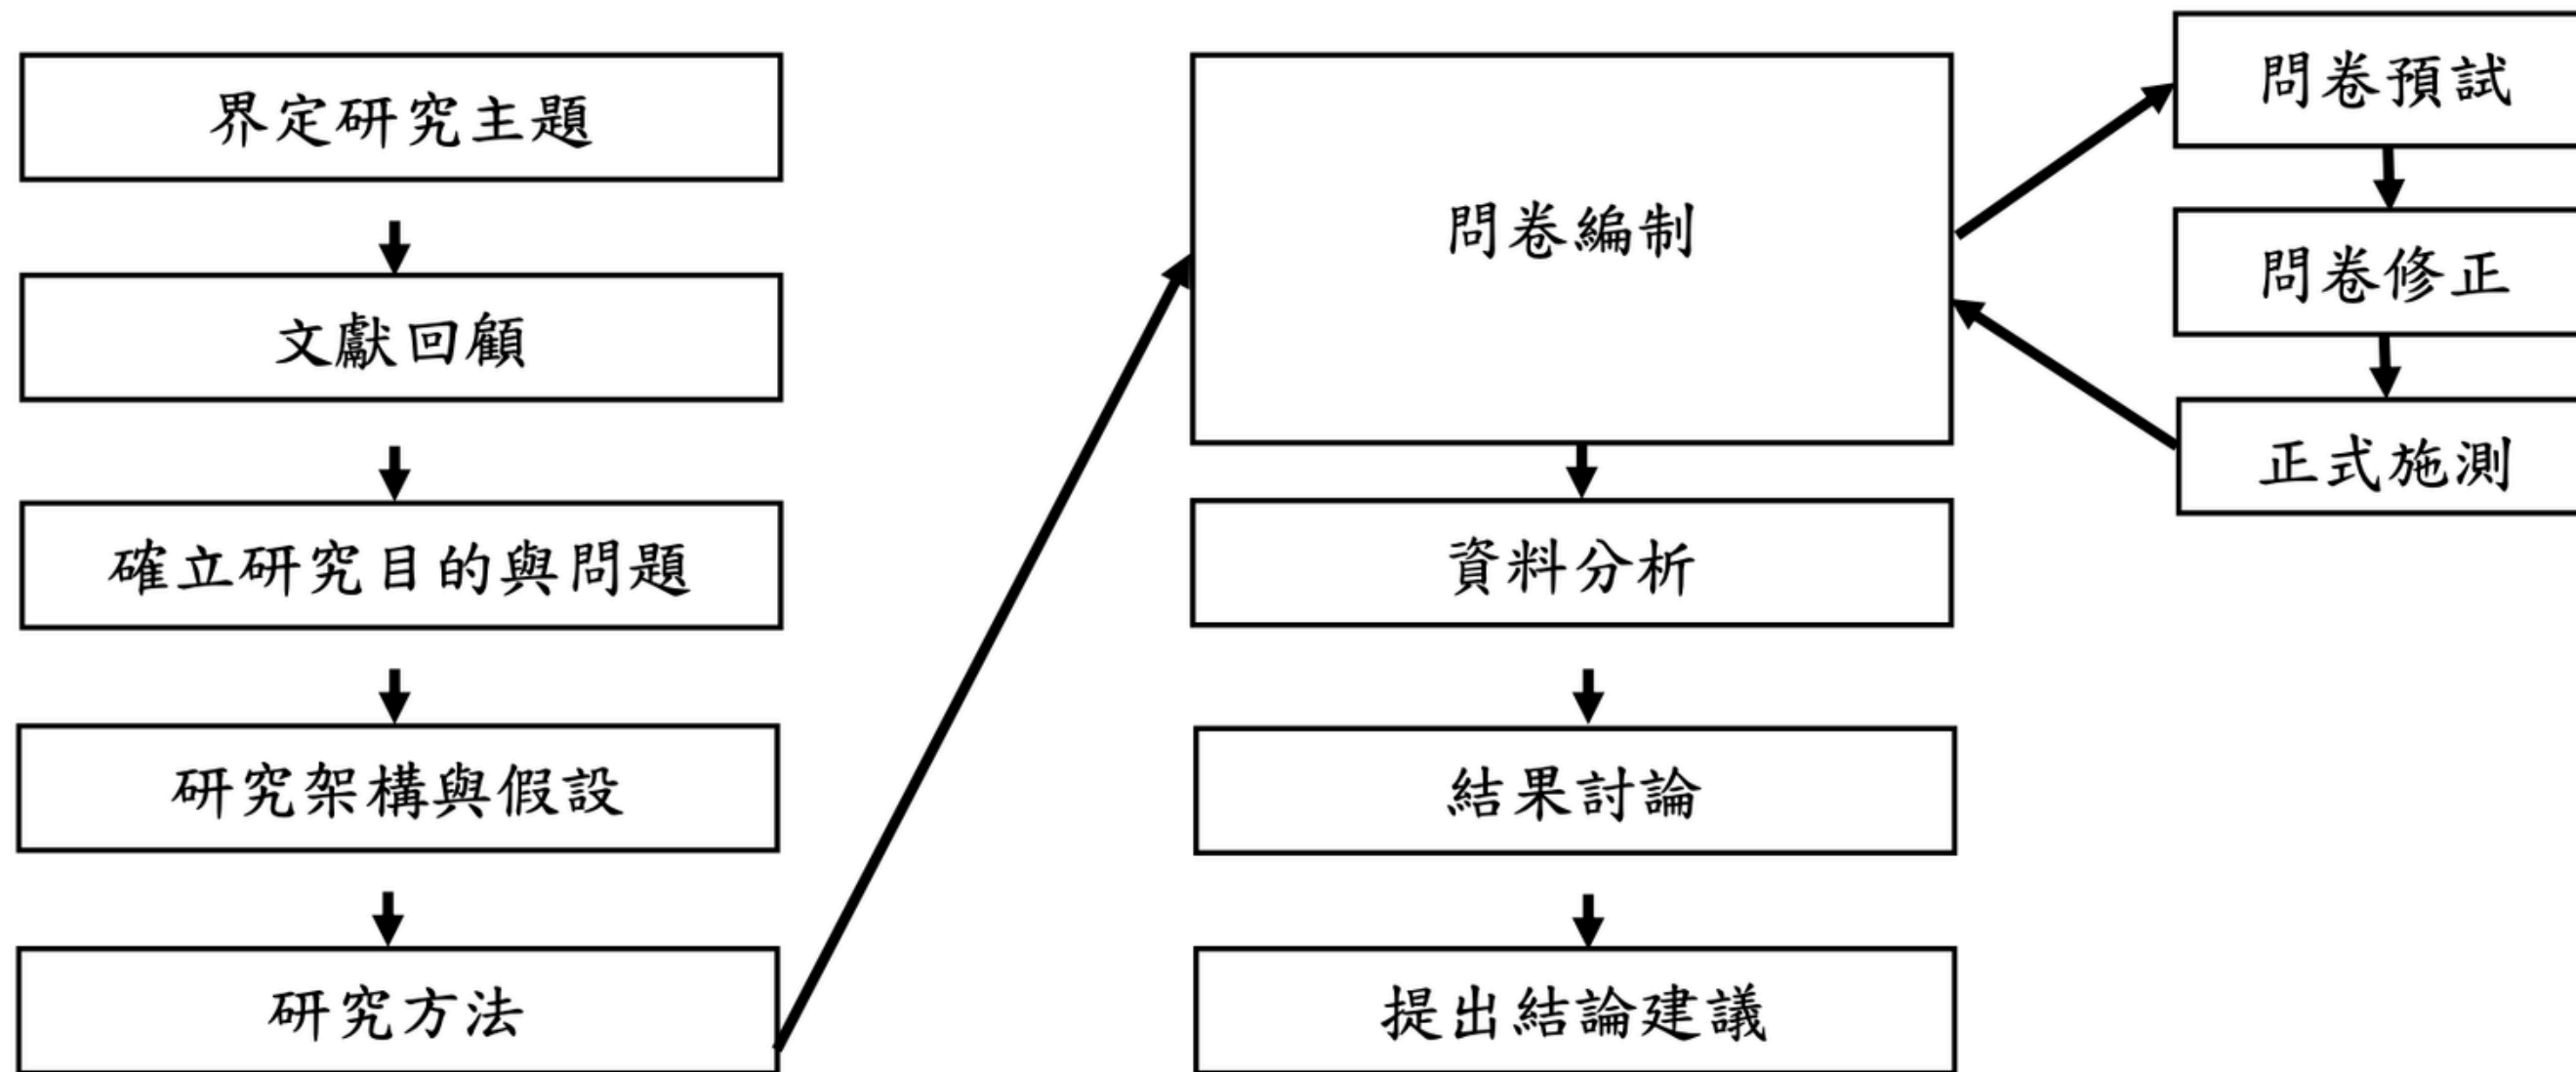 界定研究主題
文獻回顧
確立研究目的與問題
研究架構與假設
研究方法
問卷編制
資料分析
結果討論
提出結論建議
問卷預試
問卷修正
正式施測